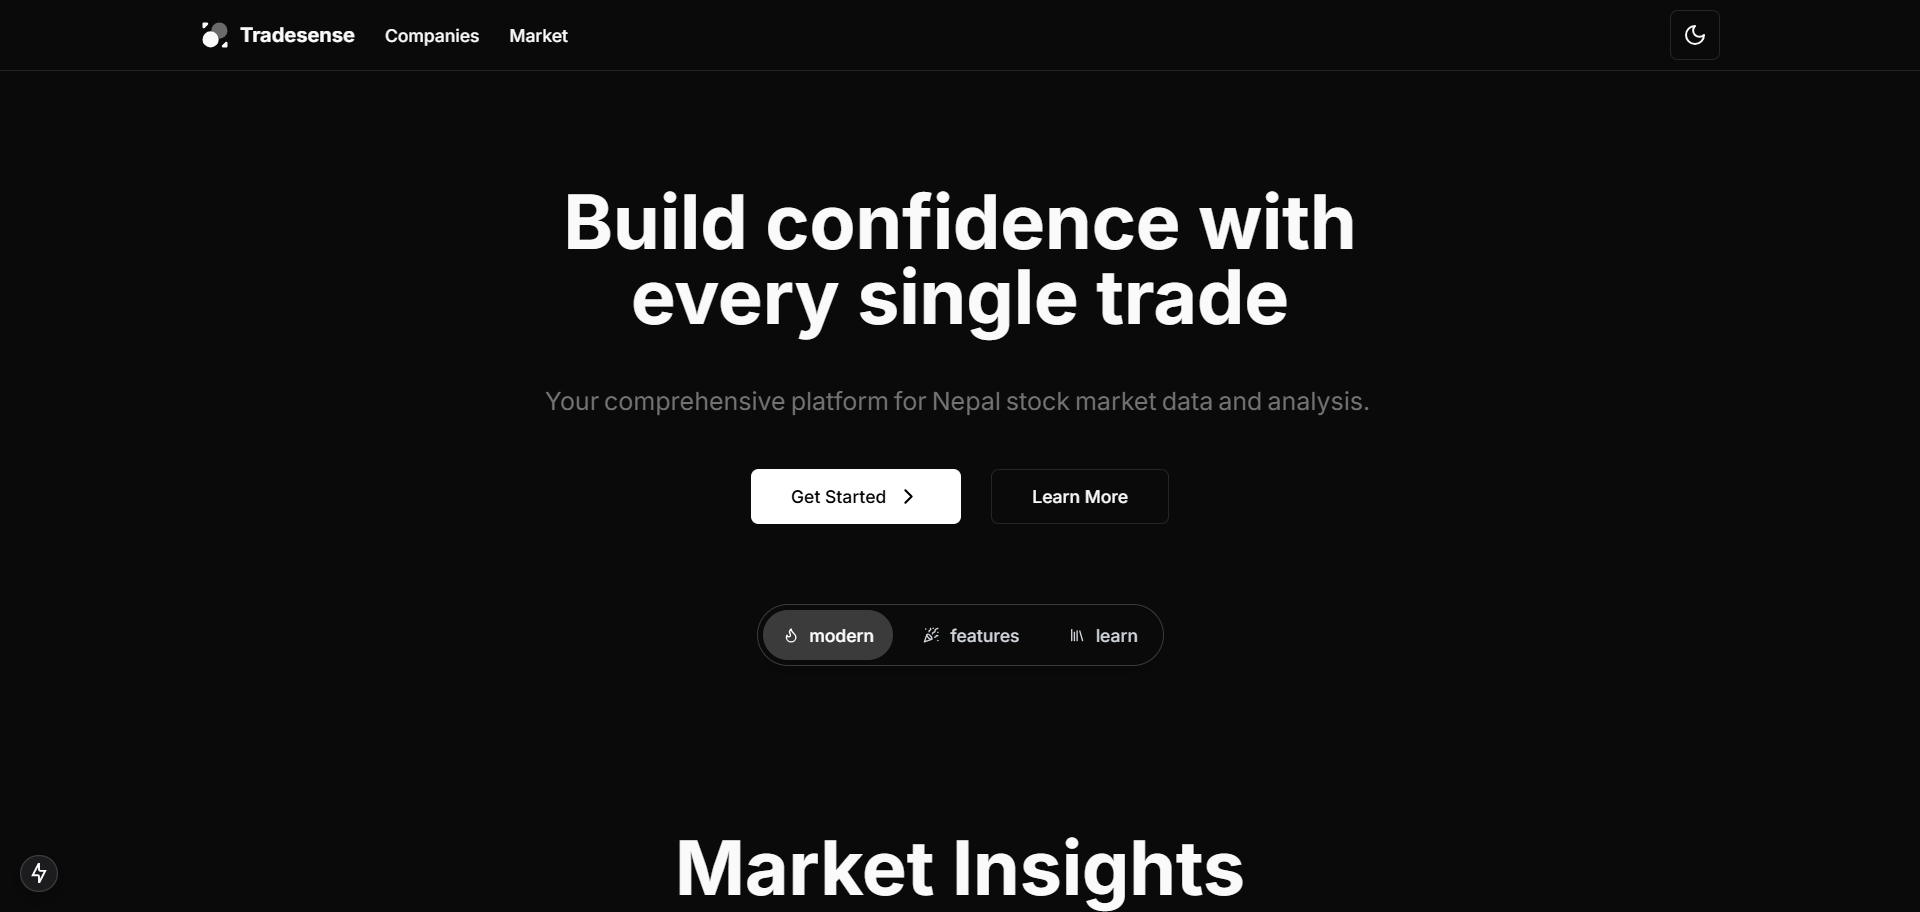 Tradesense
Companies
Market
Build confidence with
every single trade
Your comprehensive platform for Nepal stock market data and analysis.
Get Started
Learn More
modern
features
learn
Market Insights